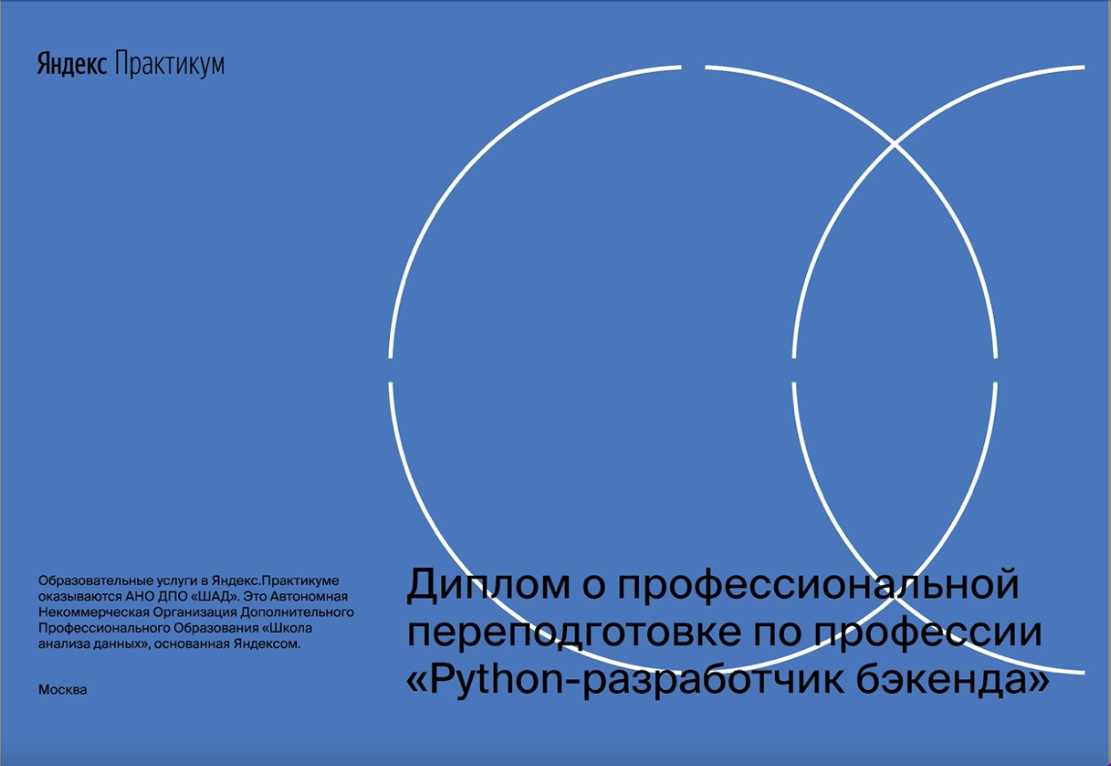 Яндекс Практикум
Образовательные услуги в Яндекс.Практикуме
оказываются АНО ДПО «ШАД». Это Автономная
Некоммерческая Организация Дополнительного
Профессионального Образования «Школа
анализа данных», основанная Яндексом.
Москва
Диплом о профессиональной
переподготовке по профессии
«Python-разработчик бэкенда»